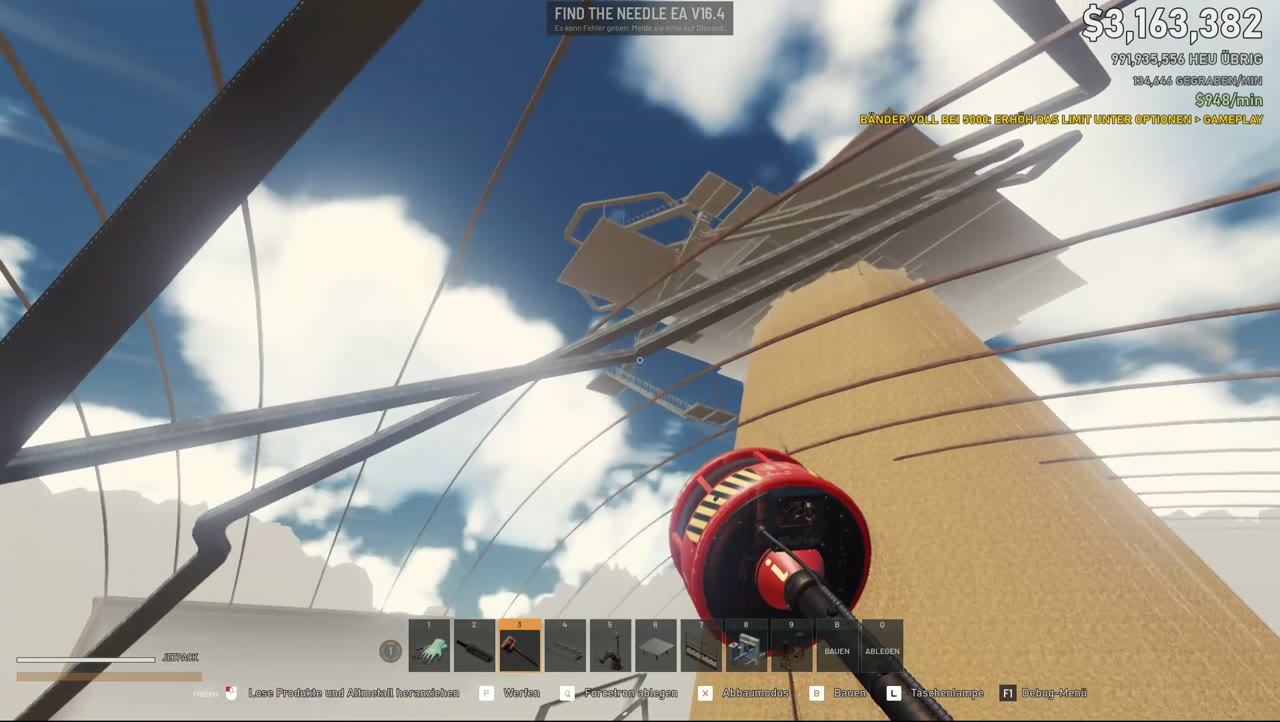 FIND THE NEEDLE EA V16.4
Es kann Fehler geben. Melde sie bitte auf Discord.
$3,163,382
991,935,556 HEU ÜBRIG
134,646 GEGRABEN/MIN
$948/min
BÄNDER VOLL BEI 5000: ERHÖH DAS LIMIT UNTER OPTIONEN > GAMEPLAY
JETPACK
1
1 2 3 4 5 6 7 8 9 B Q
BAUEN ABLEGEN
Halten Lose Produkte und Altmetall heranziehen F Werfen Q Forcetron ablegen X Abbaumodus B Bauen L Taschenlampe F1 Debug-Menü